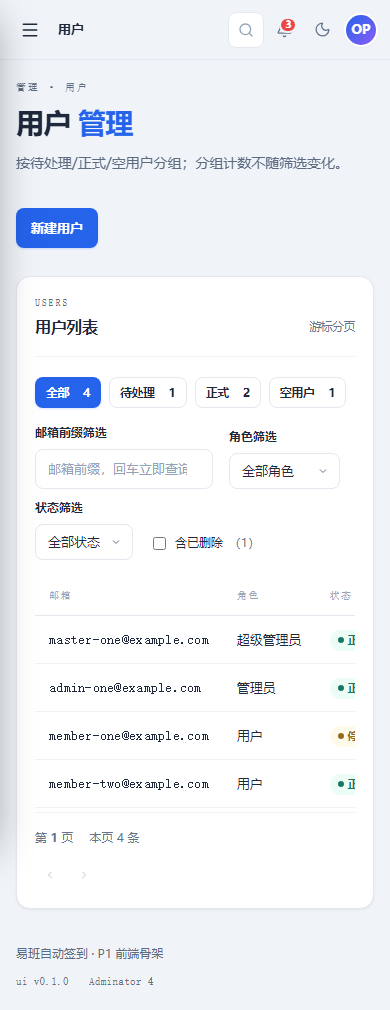 用户
3
OP
管理 • 用户
用户 管理
按待处理/正式/空用户分组；分组计数不随筛选变化。
新建用户
USERS
用户列表
游标分页
全部 4 待处理 1 正式 2 空用户 1
邮箱前缀筛选
角色筛选
邮箱前缀，回车立即查询
全部角色
状态筛选
全部状态
含已删除 (1)
邮箱 角色 状态
master-one@example.com 超级管理员 正
admin-one@example.com 管理员 正
member-one@example.com 用户 停
member-two@example.com 用户 正
第 1 页 本页 4 条
易班自动签到 · P1 前端骨架
ui v0.1.0 Adminator 4